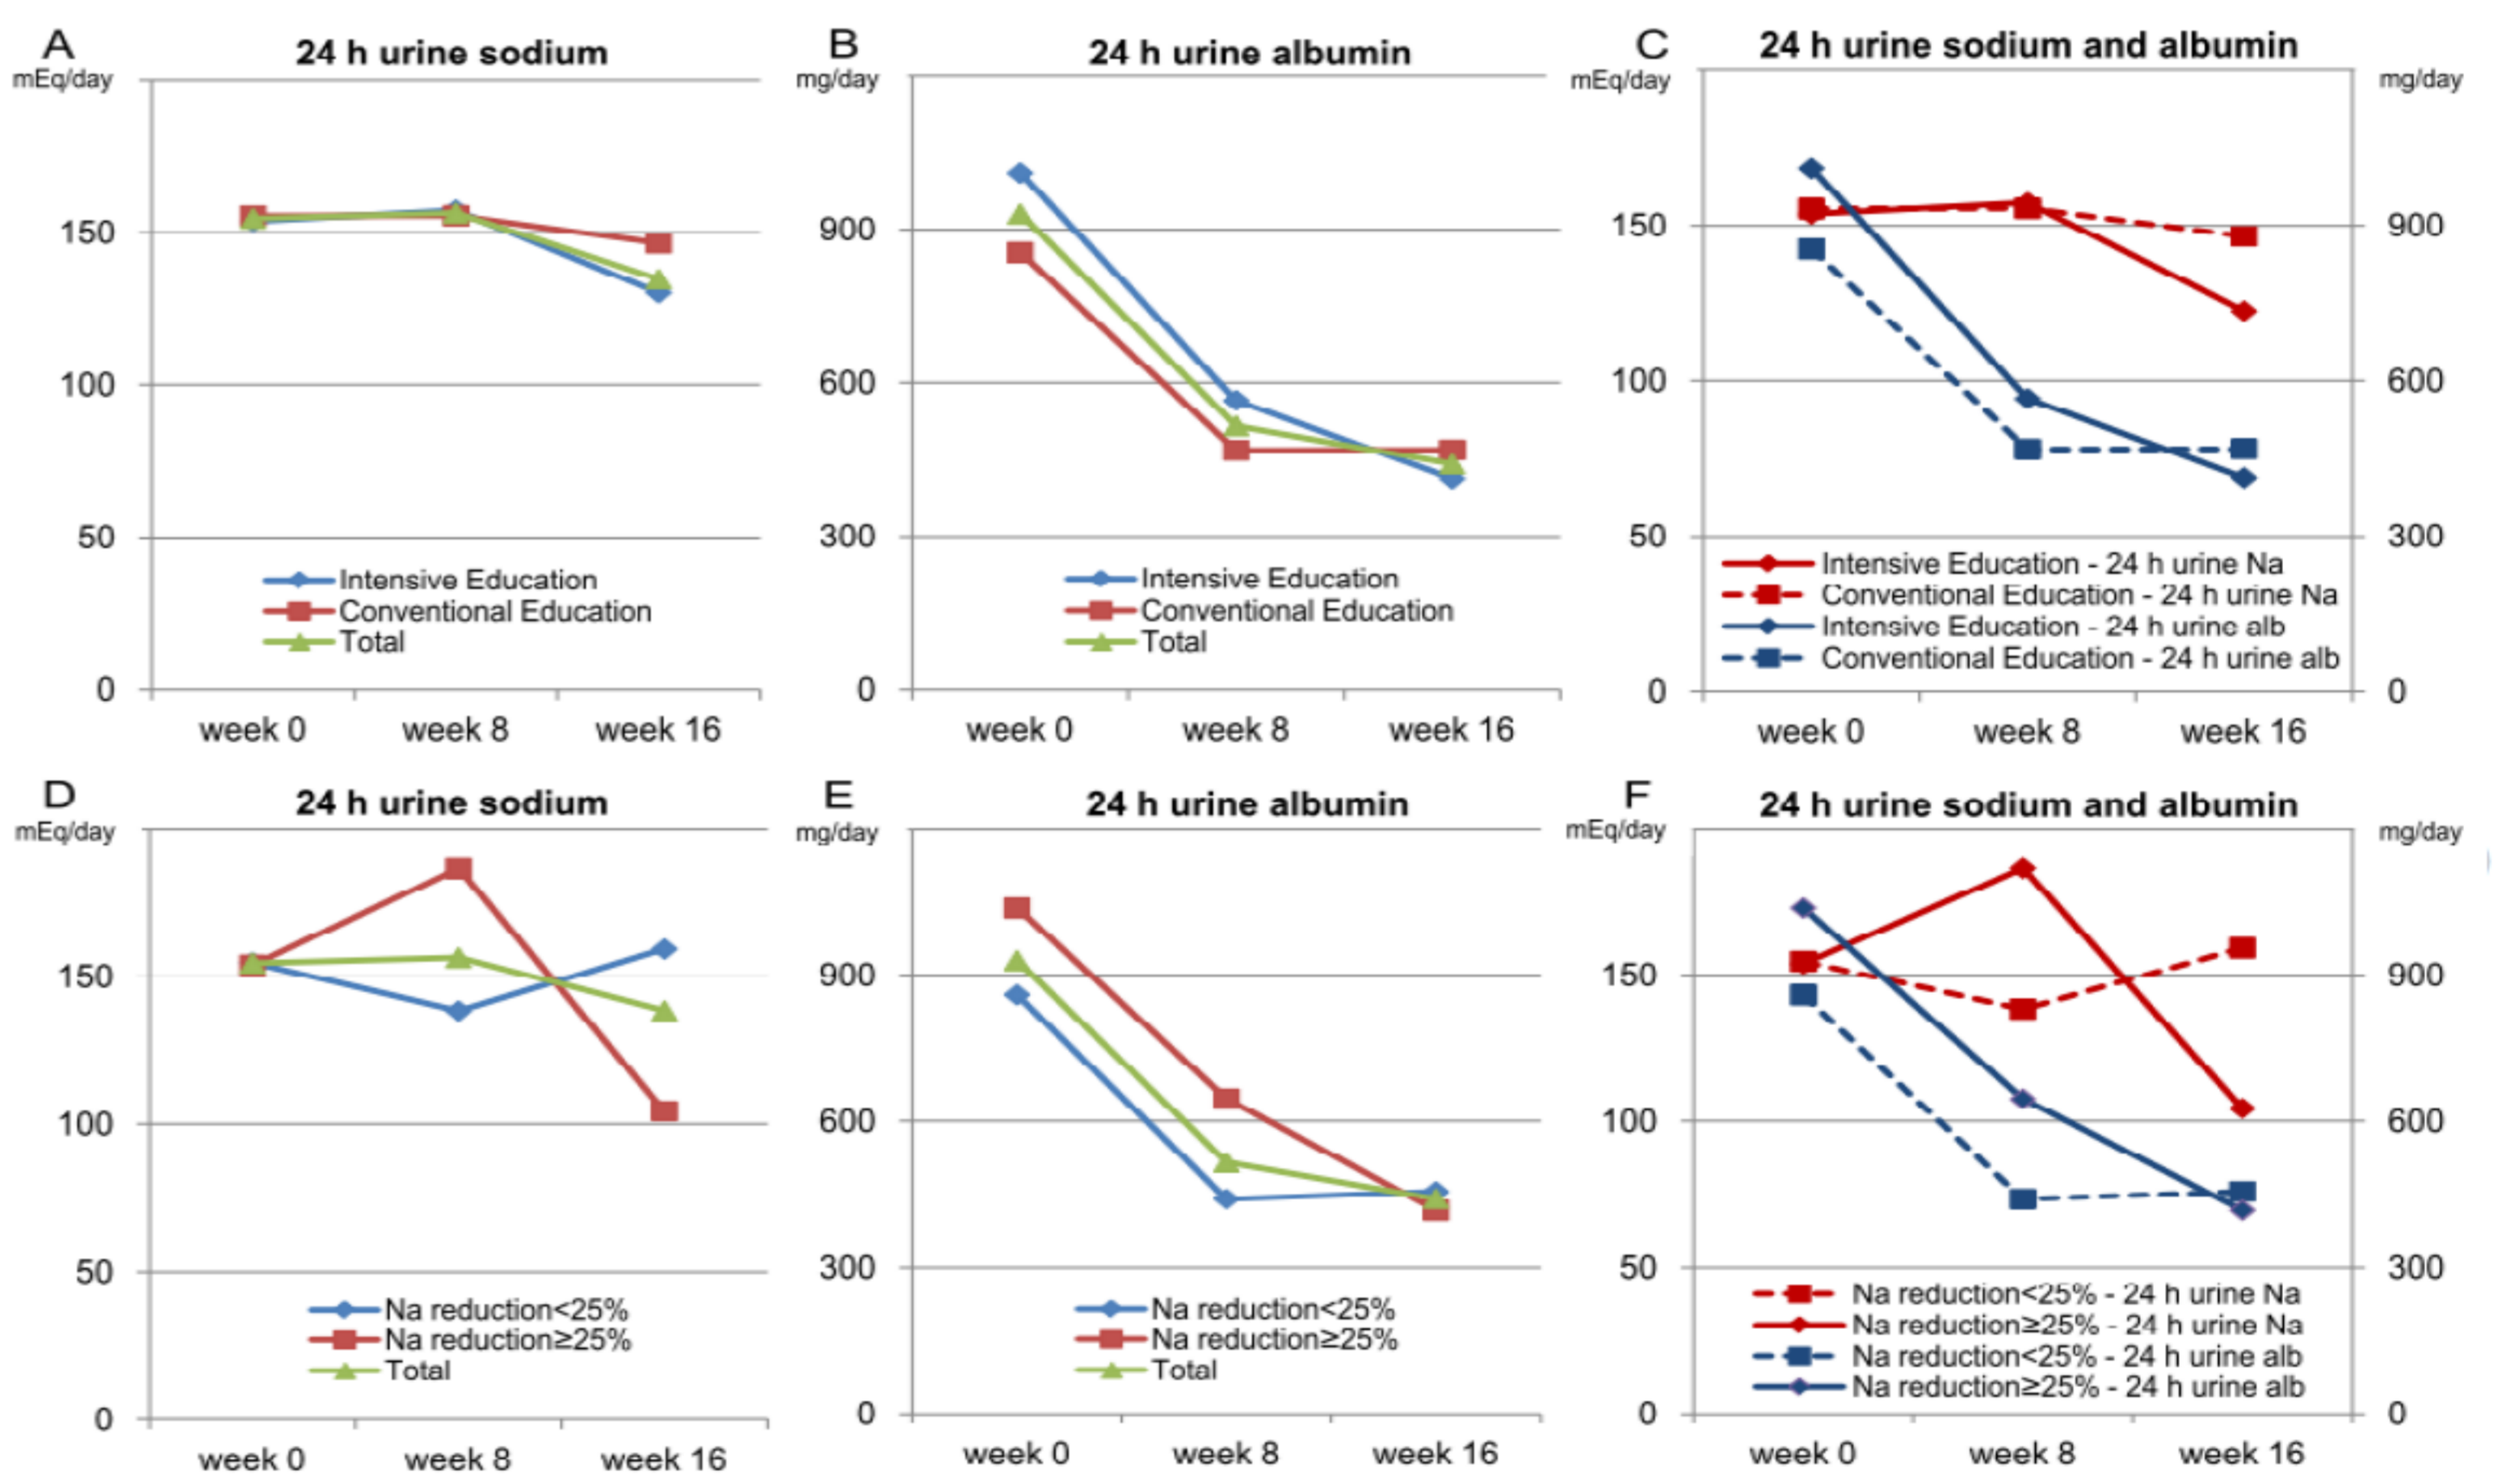 A
24 h urine sodium
mEq/day
150
100
50
0
Intensive Education
Conventional Education
Total
week 0 week 8 week 16
B
24 h urine albumin
mg/day
900
600
300
0
Intensive Education
Conventional Education
Total
week 0 week 8 week 16
C
24 h urine sodium and albumin
mEq/day mg/day
150 900
100 600
50 300
0 0
Intensive Education - 24 h urine Na
Conventional Education - 24 h urine Na
Intensive Education - 24 h urine alb
Conventional Education - 24 h urine alb
week 0 week 8 week 16
D
24 h urine sodium
mEq/day
150
100
50
0
Na reduction<25%
Na reduction≥25%
Total
week 0 week 8 week 16
E
24 h urine albumin
mg/day
900
600
300
0
Na reduction<25%
Na reduction≥25%
Total
week 0 week 8 week 16
F
24 h urine sodium and albumin
mEq/day mg/day
150 900
100 600
50 300
0 0
Na reduction<25% - 24 h urine Na
Na reduction≥25% - 24 h urine Na
Na reduction<25% - 24 h urine alb
Na reduction≥25% - 24 h urine alb
week 0 week 8 week 16